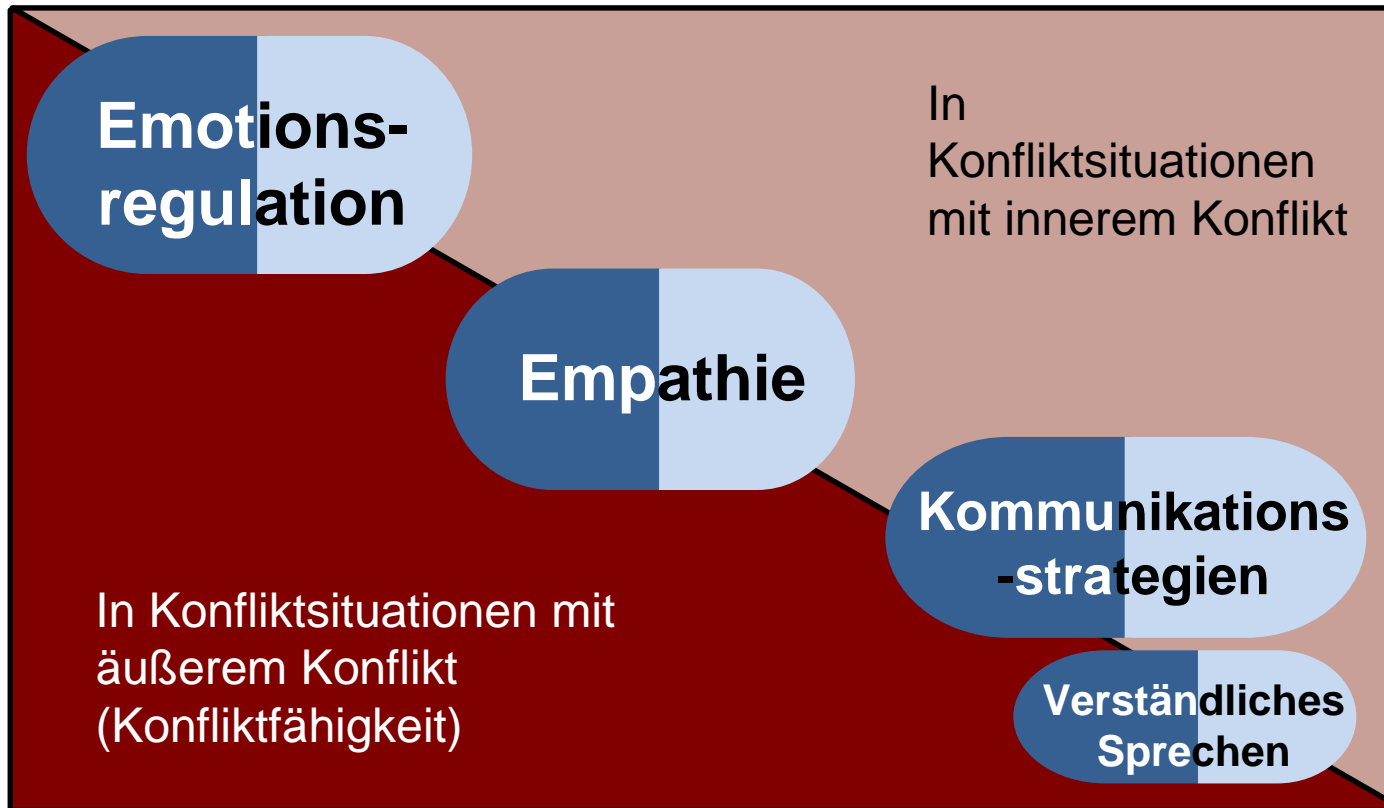 Emotions-
regulation
In
Konfliktsituationen
mit innerem Konflikt
Empathie
Kommunikations
-strategien
In Konfliktsituationen mit
äußerem Konflikt
(Konfliktfähigkeit)
Verständliches
Sprechen